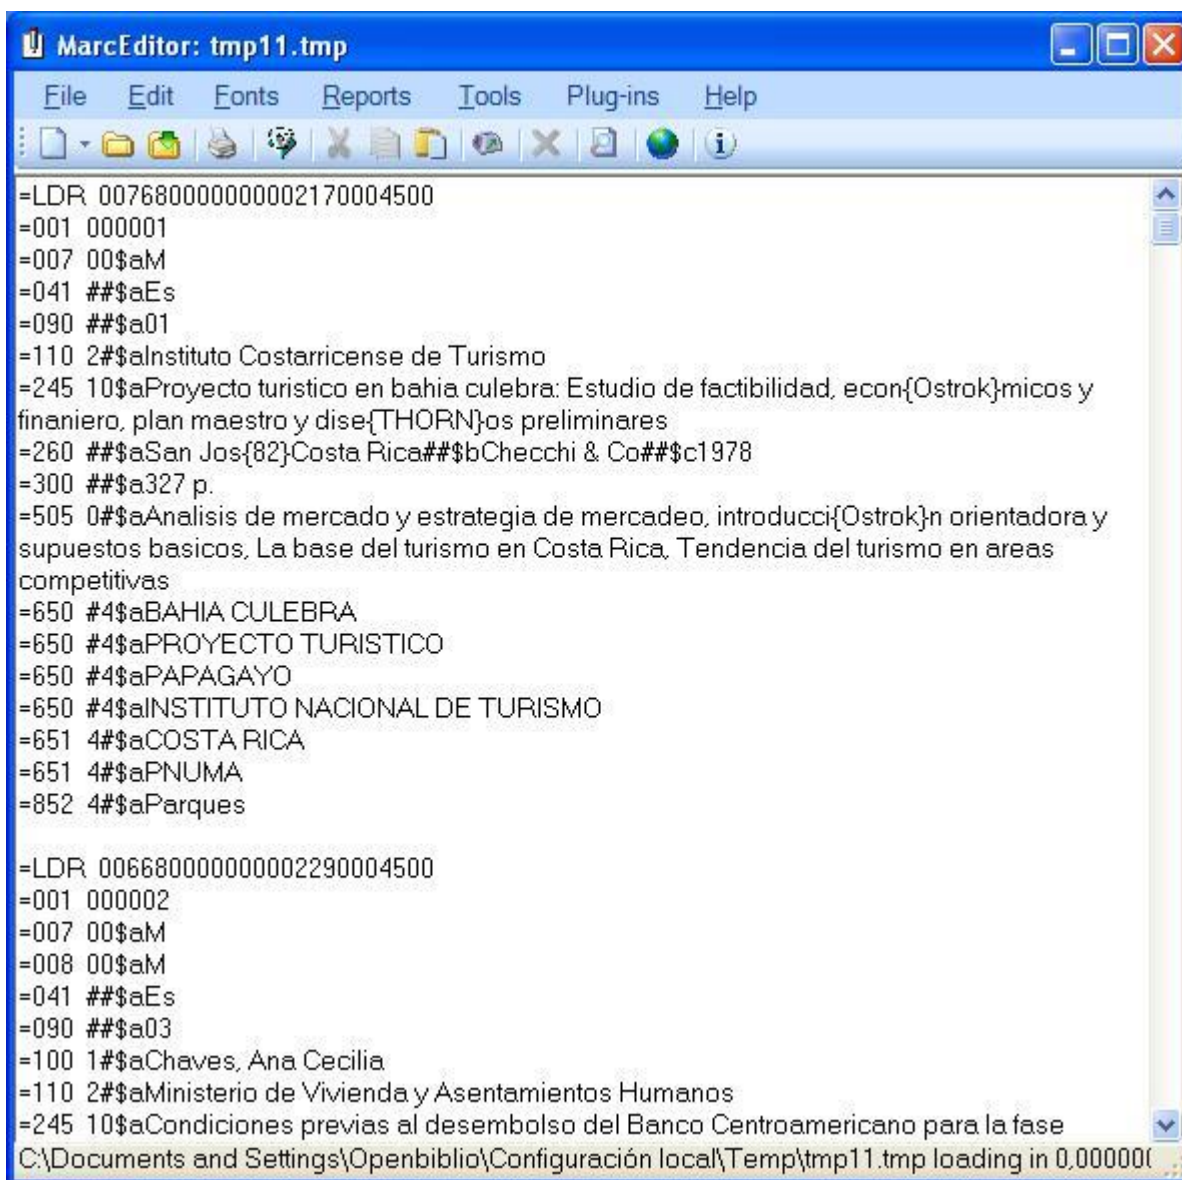 MarcEditor: tmp11.tmp
File Edit Fonts Reports Tools Plug-ins Help
=LDR 00768000000000002170004500
=001 000001
=007 00$aM
=041 ##$aEs
=090 ##$a01
=110 2#$aInstituto Costarricense de Turismo
=245 10$aProyecto turistico en bahia culebra: Estudio de factibilidad, econ{Ostrok}micos y
finaniero, plan maestro y dise{THORN}os preliminares
=260 ##$aSan Jos{82}Costa Rica##$bChecchi & Co##$c1978
=300 ##$a327 p.
=505 0#$aAnalisis de mercado y estrategia de mercadeo, introducci{Ostrok}n orientadora y
supuestos basicos, La base del turismo en Costa Rica, Tendencia del turismo en areas
competitivas
=650 #4$aBAHIA CULEBRA
=650 #4$aPROYECTO TURISTICO
=650 #4$aPAPAGAYO
=650 #4$aINSTITUTO NACIONAL DE TURISMO
=651 4#$aCOSTA RICA
=651 4#$aPNUMA
=852 4#$aParques
=LDR 00668000000000002290004500
=001 000002
=007 00$aM
=008 00$aM
=041 ##$aEs
=090 ##$a03
=100 1#$aChaves, Ana Cecilia
=110 2#$aMinisterio de Vivienda y Asentamientos Humanos
=245 10$aCondiciones previas al desembolso del Banco Centroamericano para la fase
C:\Documents and Settings\Openbiblio\Configuración local\Temp\tmp11.tmp loading in 0,000000